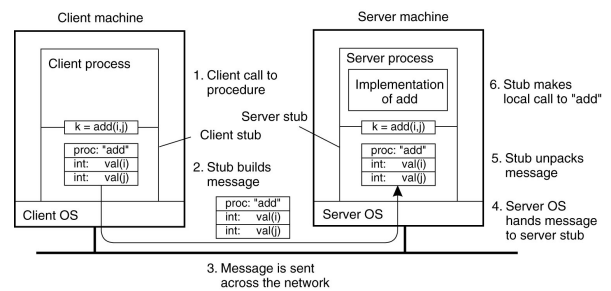 Client machine
Server machine
Client process
1. Client call to
procedure
Server process
Implementation
of add
6. Stub makes
local call to "add"
k = add(i,j)
Client stub
Server stub
k = add(i,j)
proc: "add"
int: val(i)
int: val(j)
2. Stub builds
message
proc: "add"
int: val(i)
int: val(j)
proc: "add"
int: val(i)
int: val(j)
5. Stub unpacks
message
Client OS
Server OS
4. Server OS
hands message
to server stub
3. Message is sent
across the network